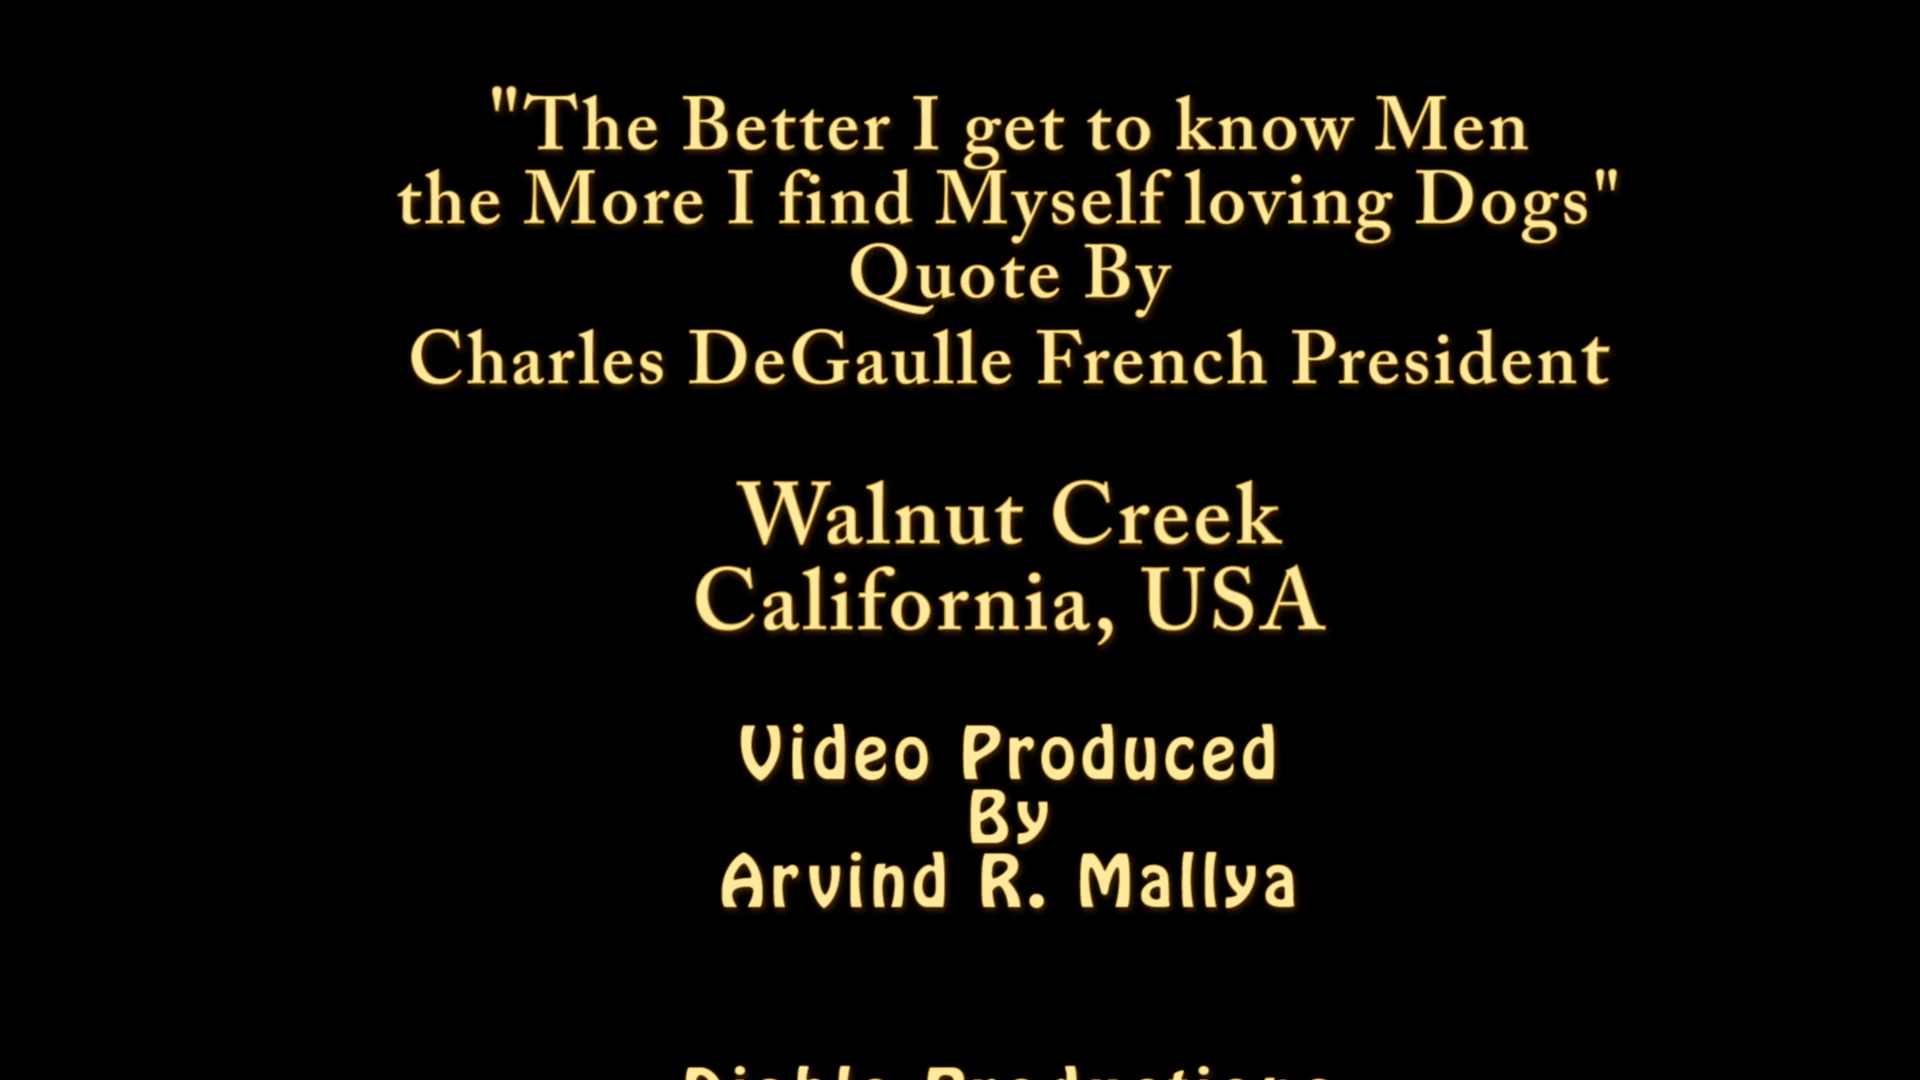 "The Better I get to know Men
the More I find Myself loving Dogs"
Quote By
Charles DeGaulle French President
Walnut Creek
California, USA
Video Produced
By
Arvind R. Mallya
Diablo Productions